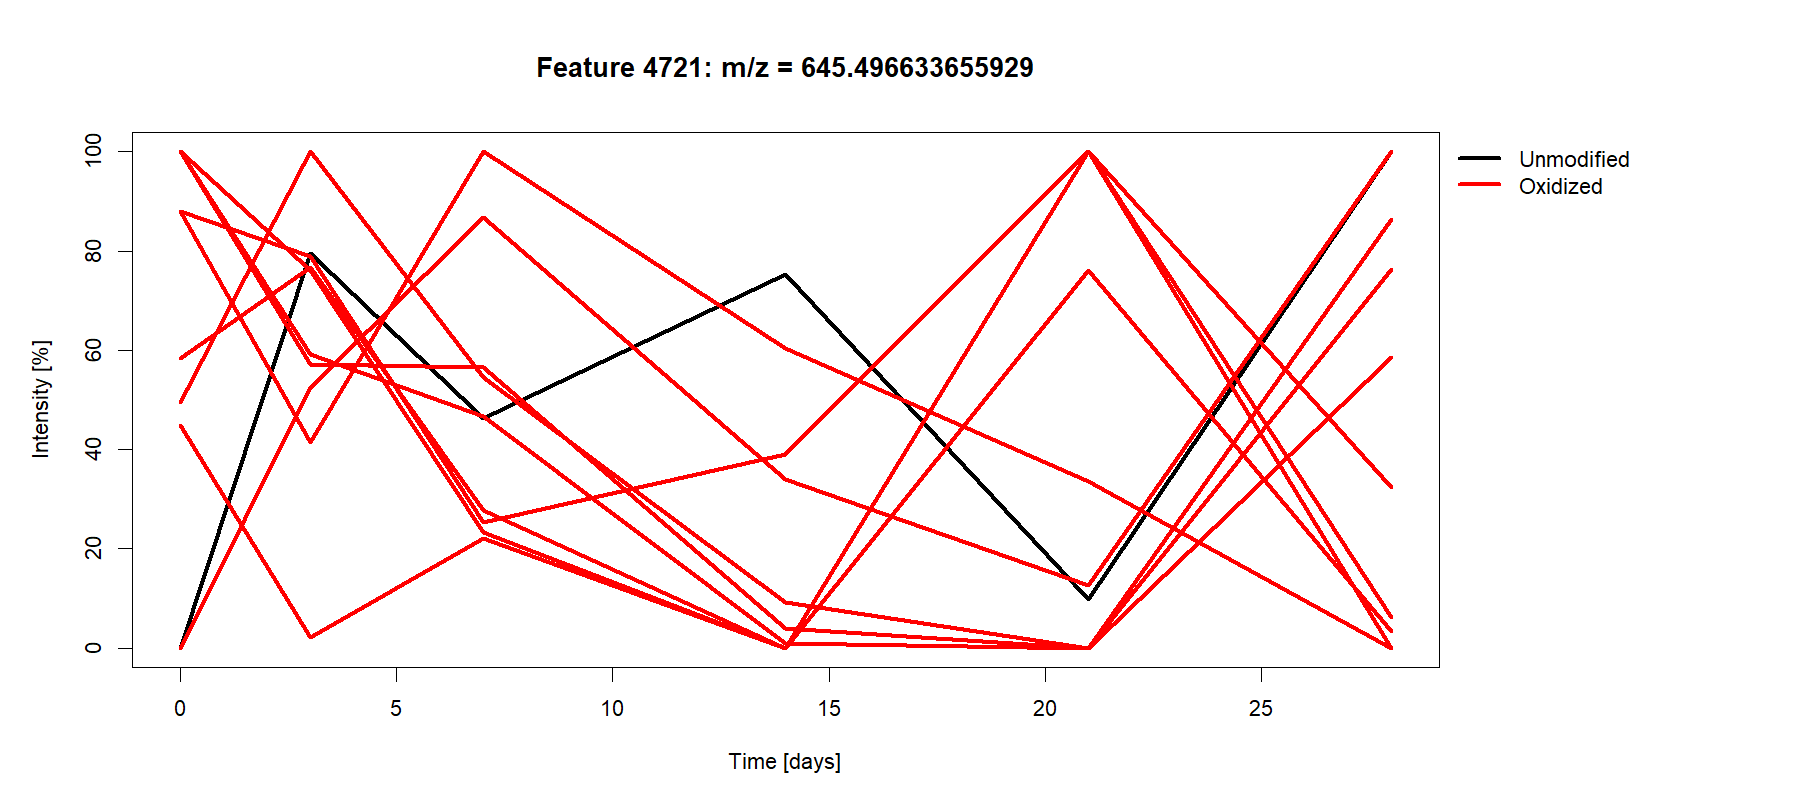 Feature 4721: m/z = 645.496633655929
Unmodified
Oxidized
Intensity [%]
100
80
60
40
20
0
0 5 10 15 20 25
Time [days]